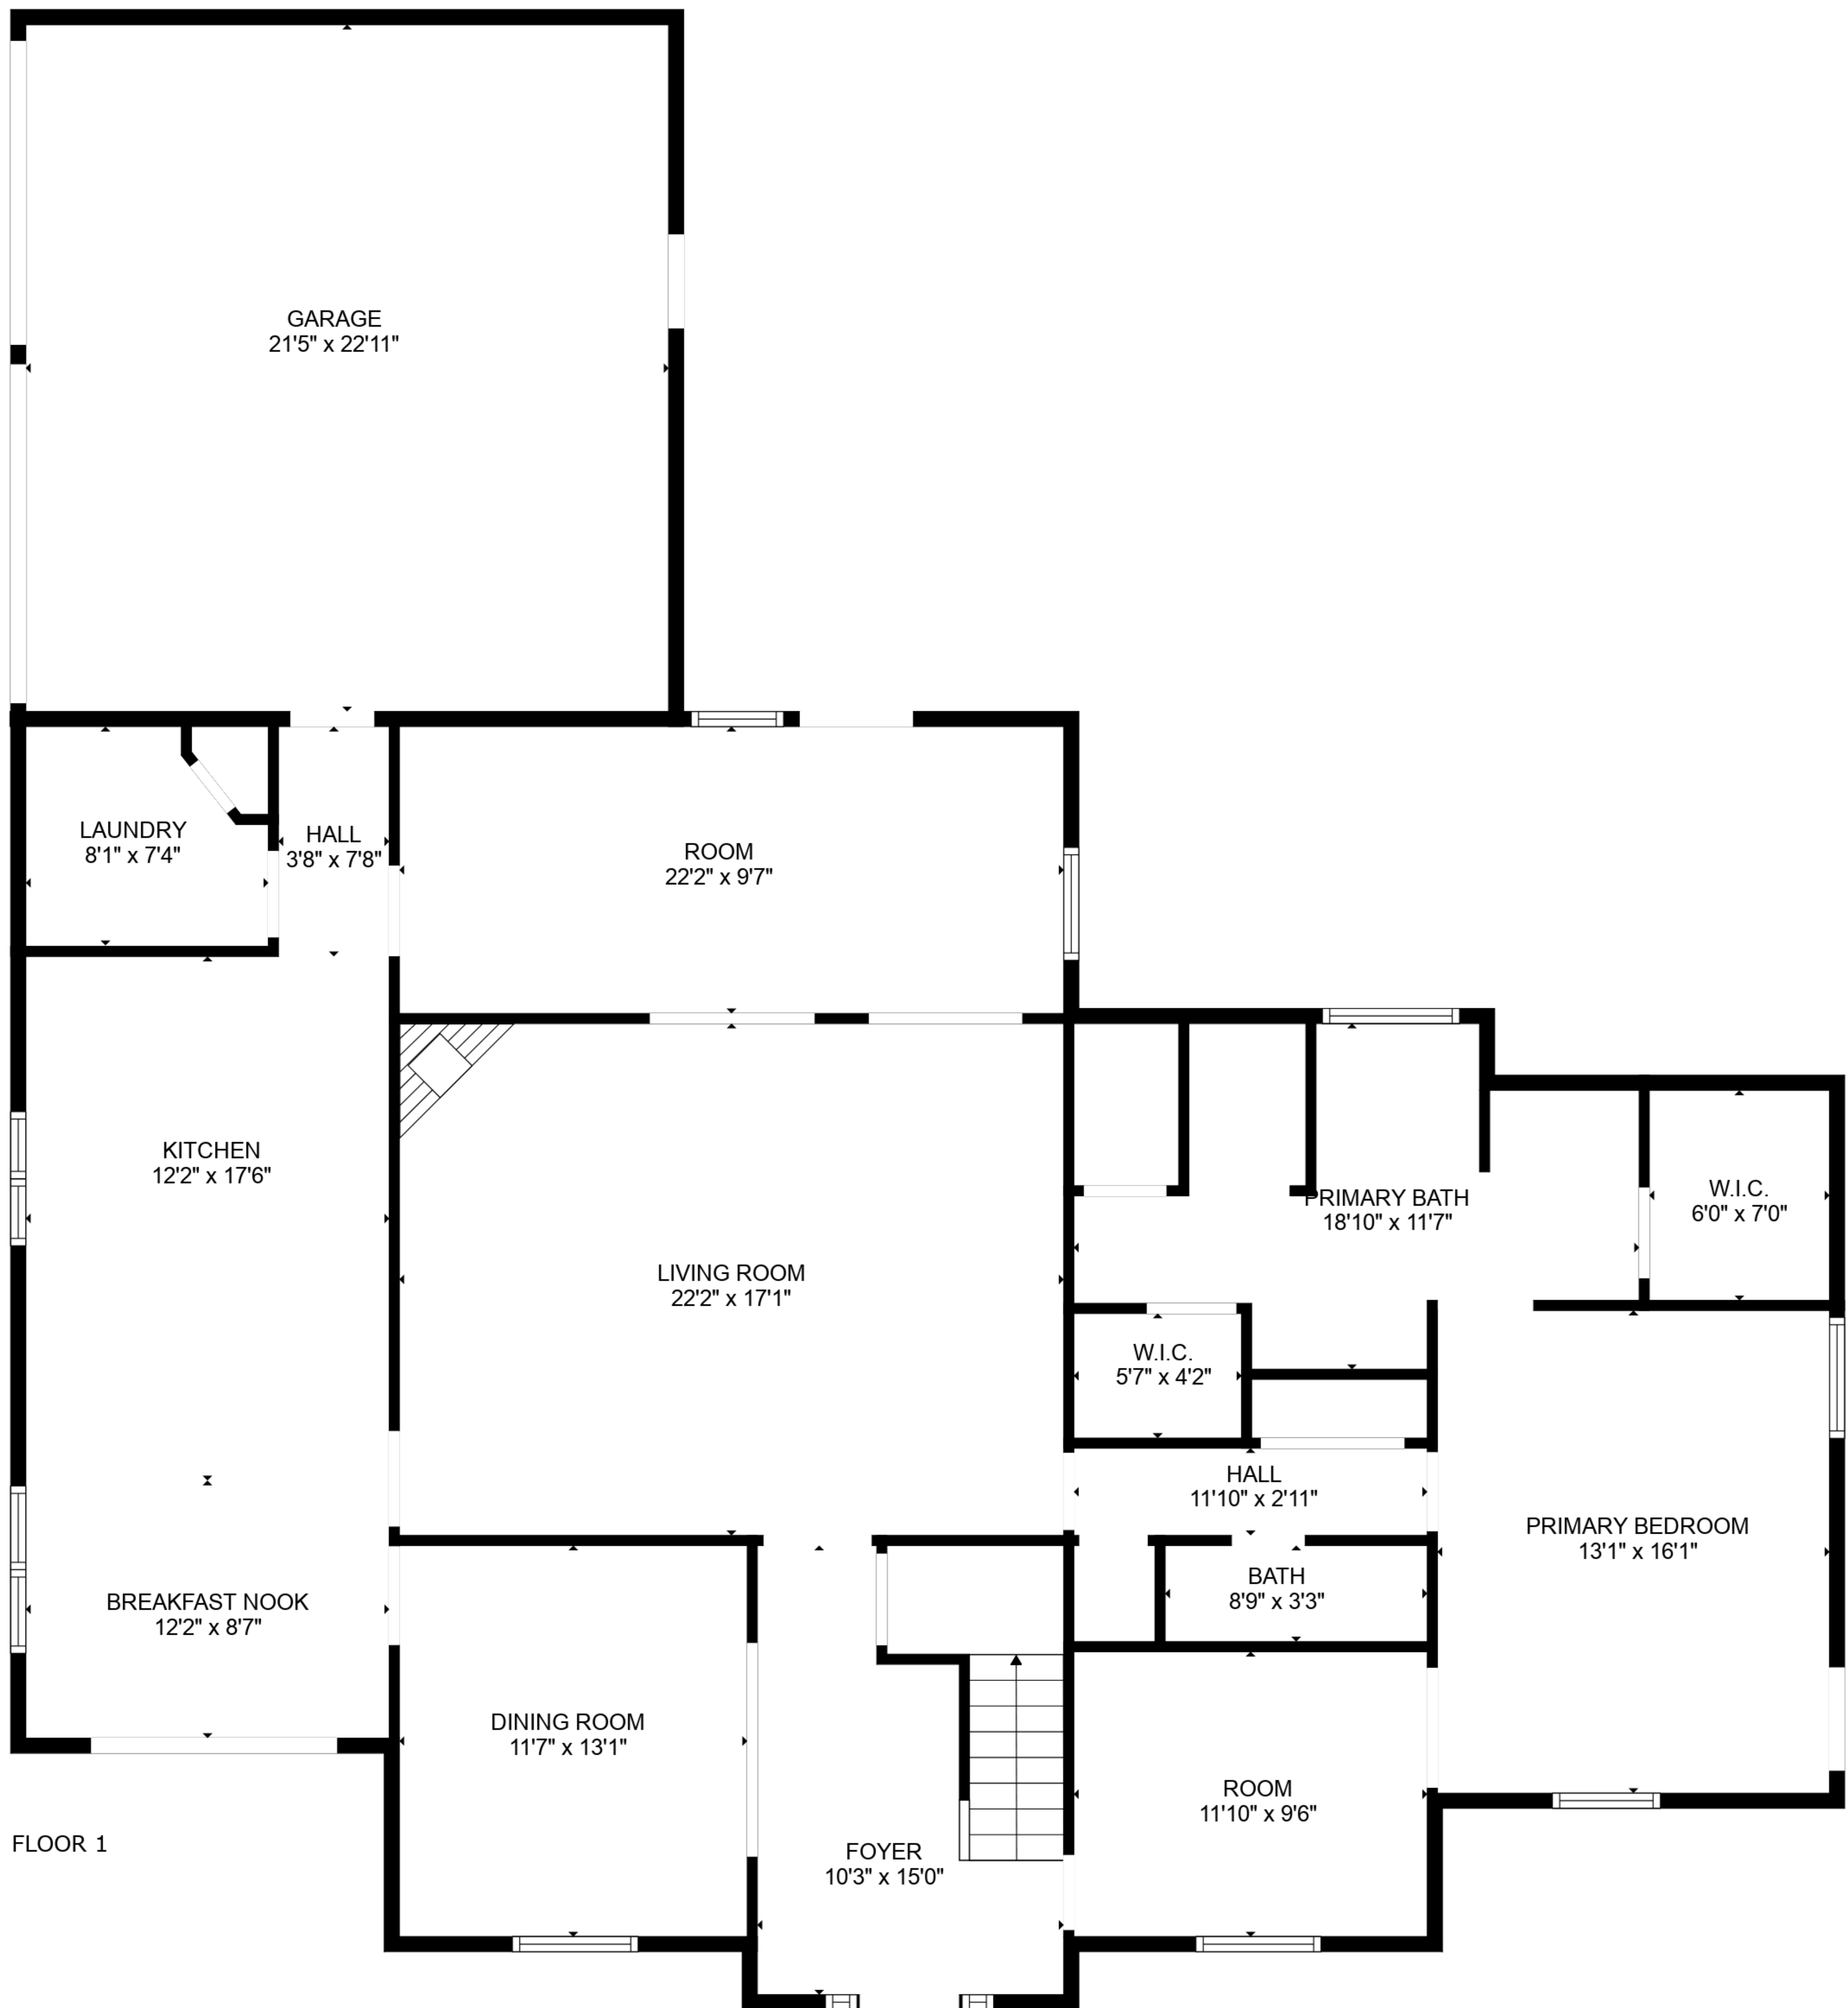 GARAGE
21'5" x 22'11"
LAUNDRY
8'1" x 7'4"
HALL
3'8" x 7'8"
ROOM
22'2" x 9'7"
KITCHEN
12'2" x 17'6"
LIVING ROOM
22'2" x 17'1"
PRIMARY BATH
18'10" x 11'7"
W.I.C.
6'0" x 7'0"
W.I.C.
5'7" x 4'2"
HALL
11'10" x 2'11"
PRIMARY BEDROOM
13'1" x 16'1"
BATH
8'9" x 3'3"
BREAKFAST NOOK
12'2" x 8'7"
DINING ROOM
11'7" x 13'1"
ROOM
11'10" x 9'6"
FOYER
10'3" x 15'0"
FLOOR 1